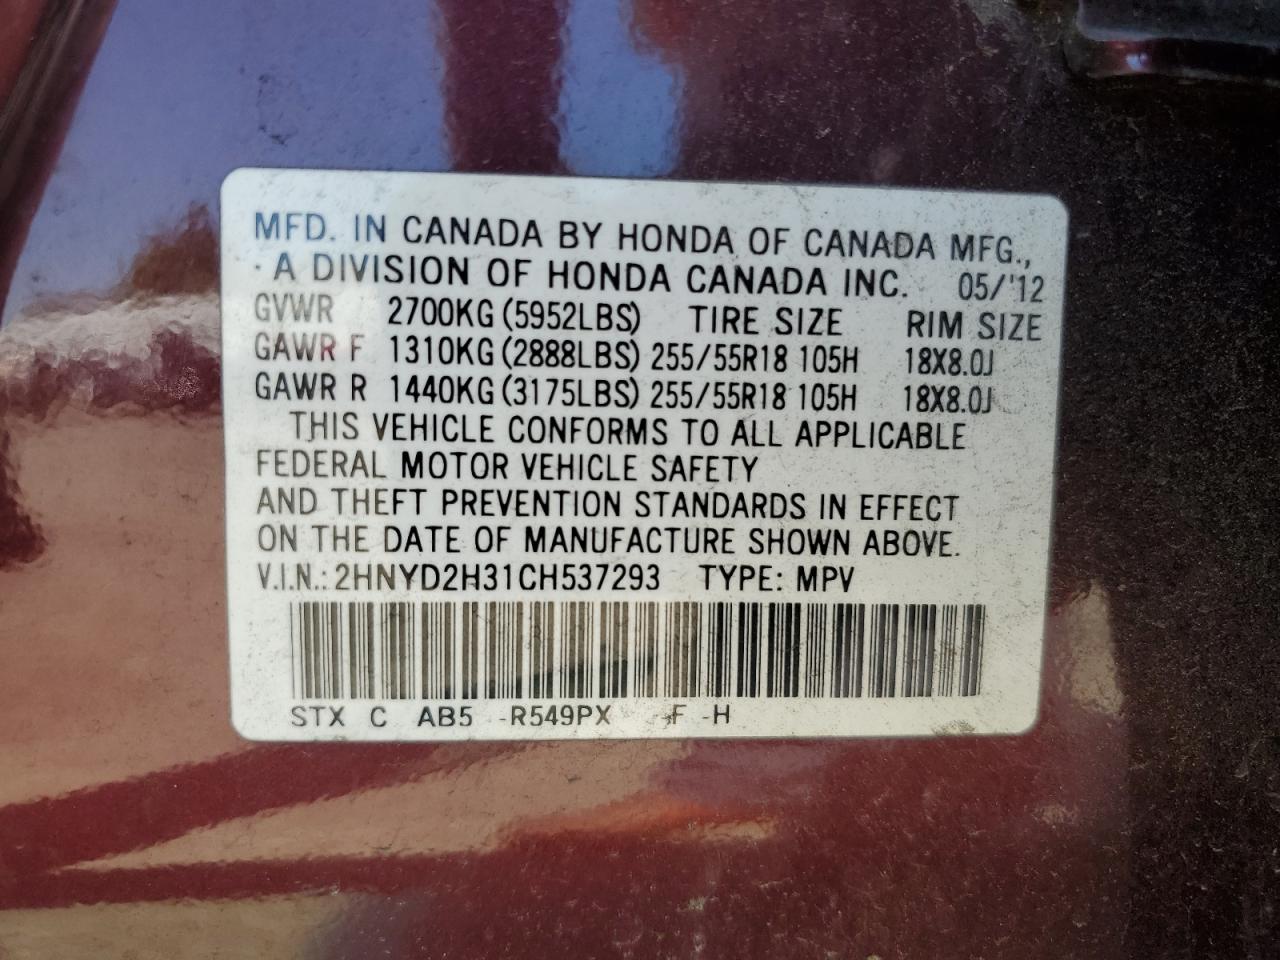 MFD. IN CANADA BY HONDA OF CANADA MFG.,
A DIVISION OF HONDA CANADA INC. 05/'12
GVWR 2700KG (5952LBS) TIRE SIZE RIM SIZE
GAWR F 1310KG (2888LBS) 255/55R18 105H 18X8.0J
GAWR R 1440KG (3175LBS) 255/55R18 105H 18X8.0J
THIS VEHICLE CONFORMS TO ALL APPLICABLE
FEDERAL MOTOR VEHICLE SAFETY
AND THEFT PREVENTION STANDARDS IN EFFECT
ON THE DATE OF MANUFACTURE SHOWN ABOVE.
V.I.N.: 2HNYD2H31CH537293 TYPE: MPV
STX C AB5 -R549PX -F -H